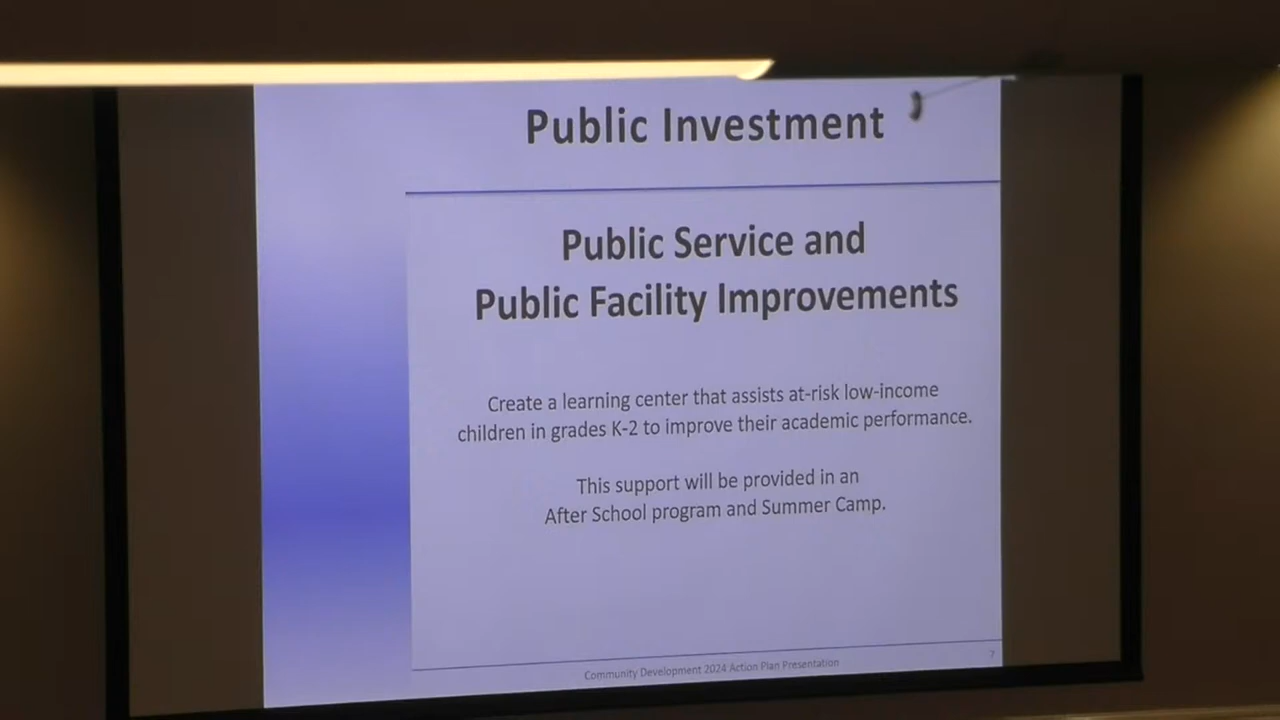 Public Investment
Public Service and
Public Facility Improvements
Create a learning center that assists at-risk low-income
children in grades K-2 to improve their academic performance.
This support will be provided in an
After School program and Summer Camp.
Community Development 2024 Action Plan Presentation
7